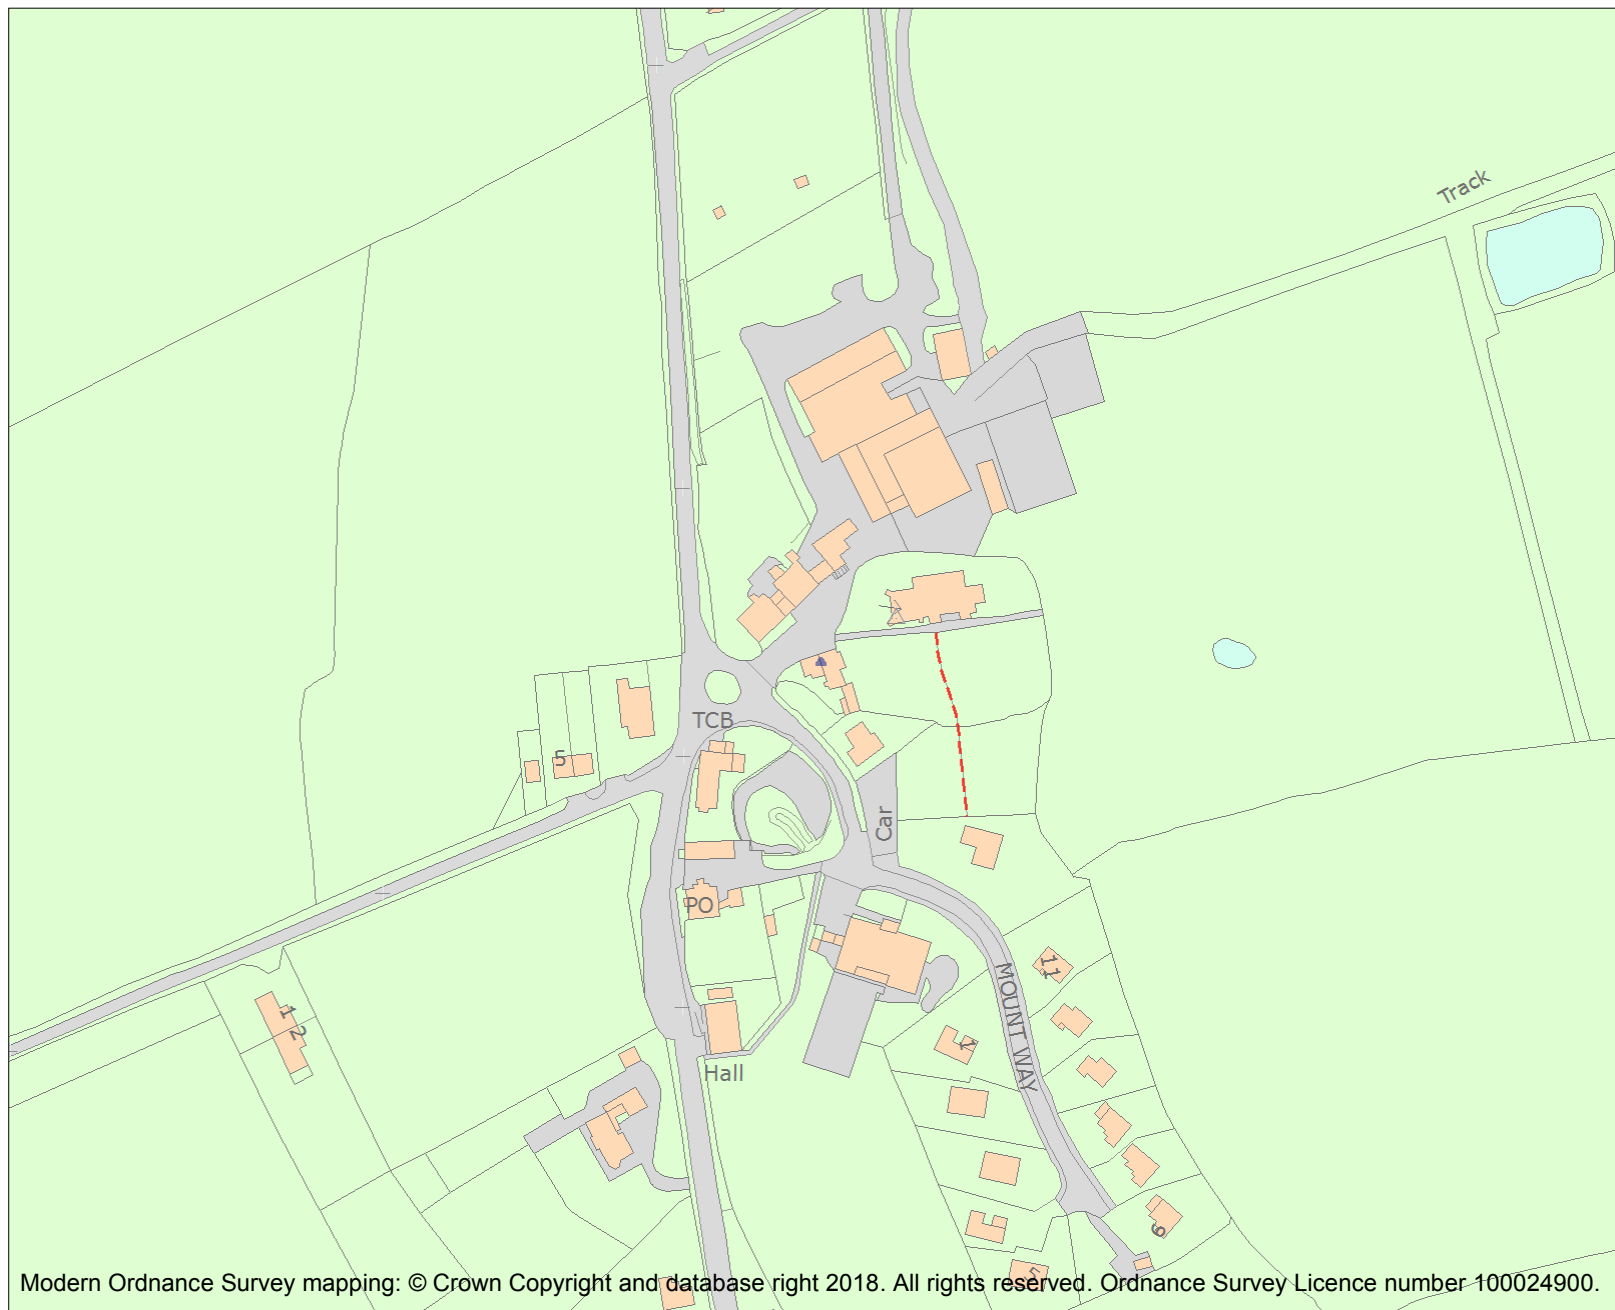 Track
TCB
5
Car
PO
11
MOUNT WAY
1
2
1
Hall
6
5
Modern Ordnance Survey mapping: © Crown Copyright and database right 2018. All rights reserved. Ordnance Survey Licence number 100024900.